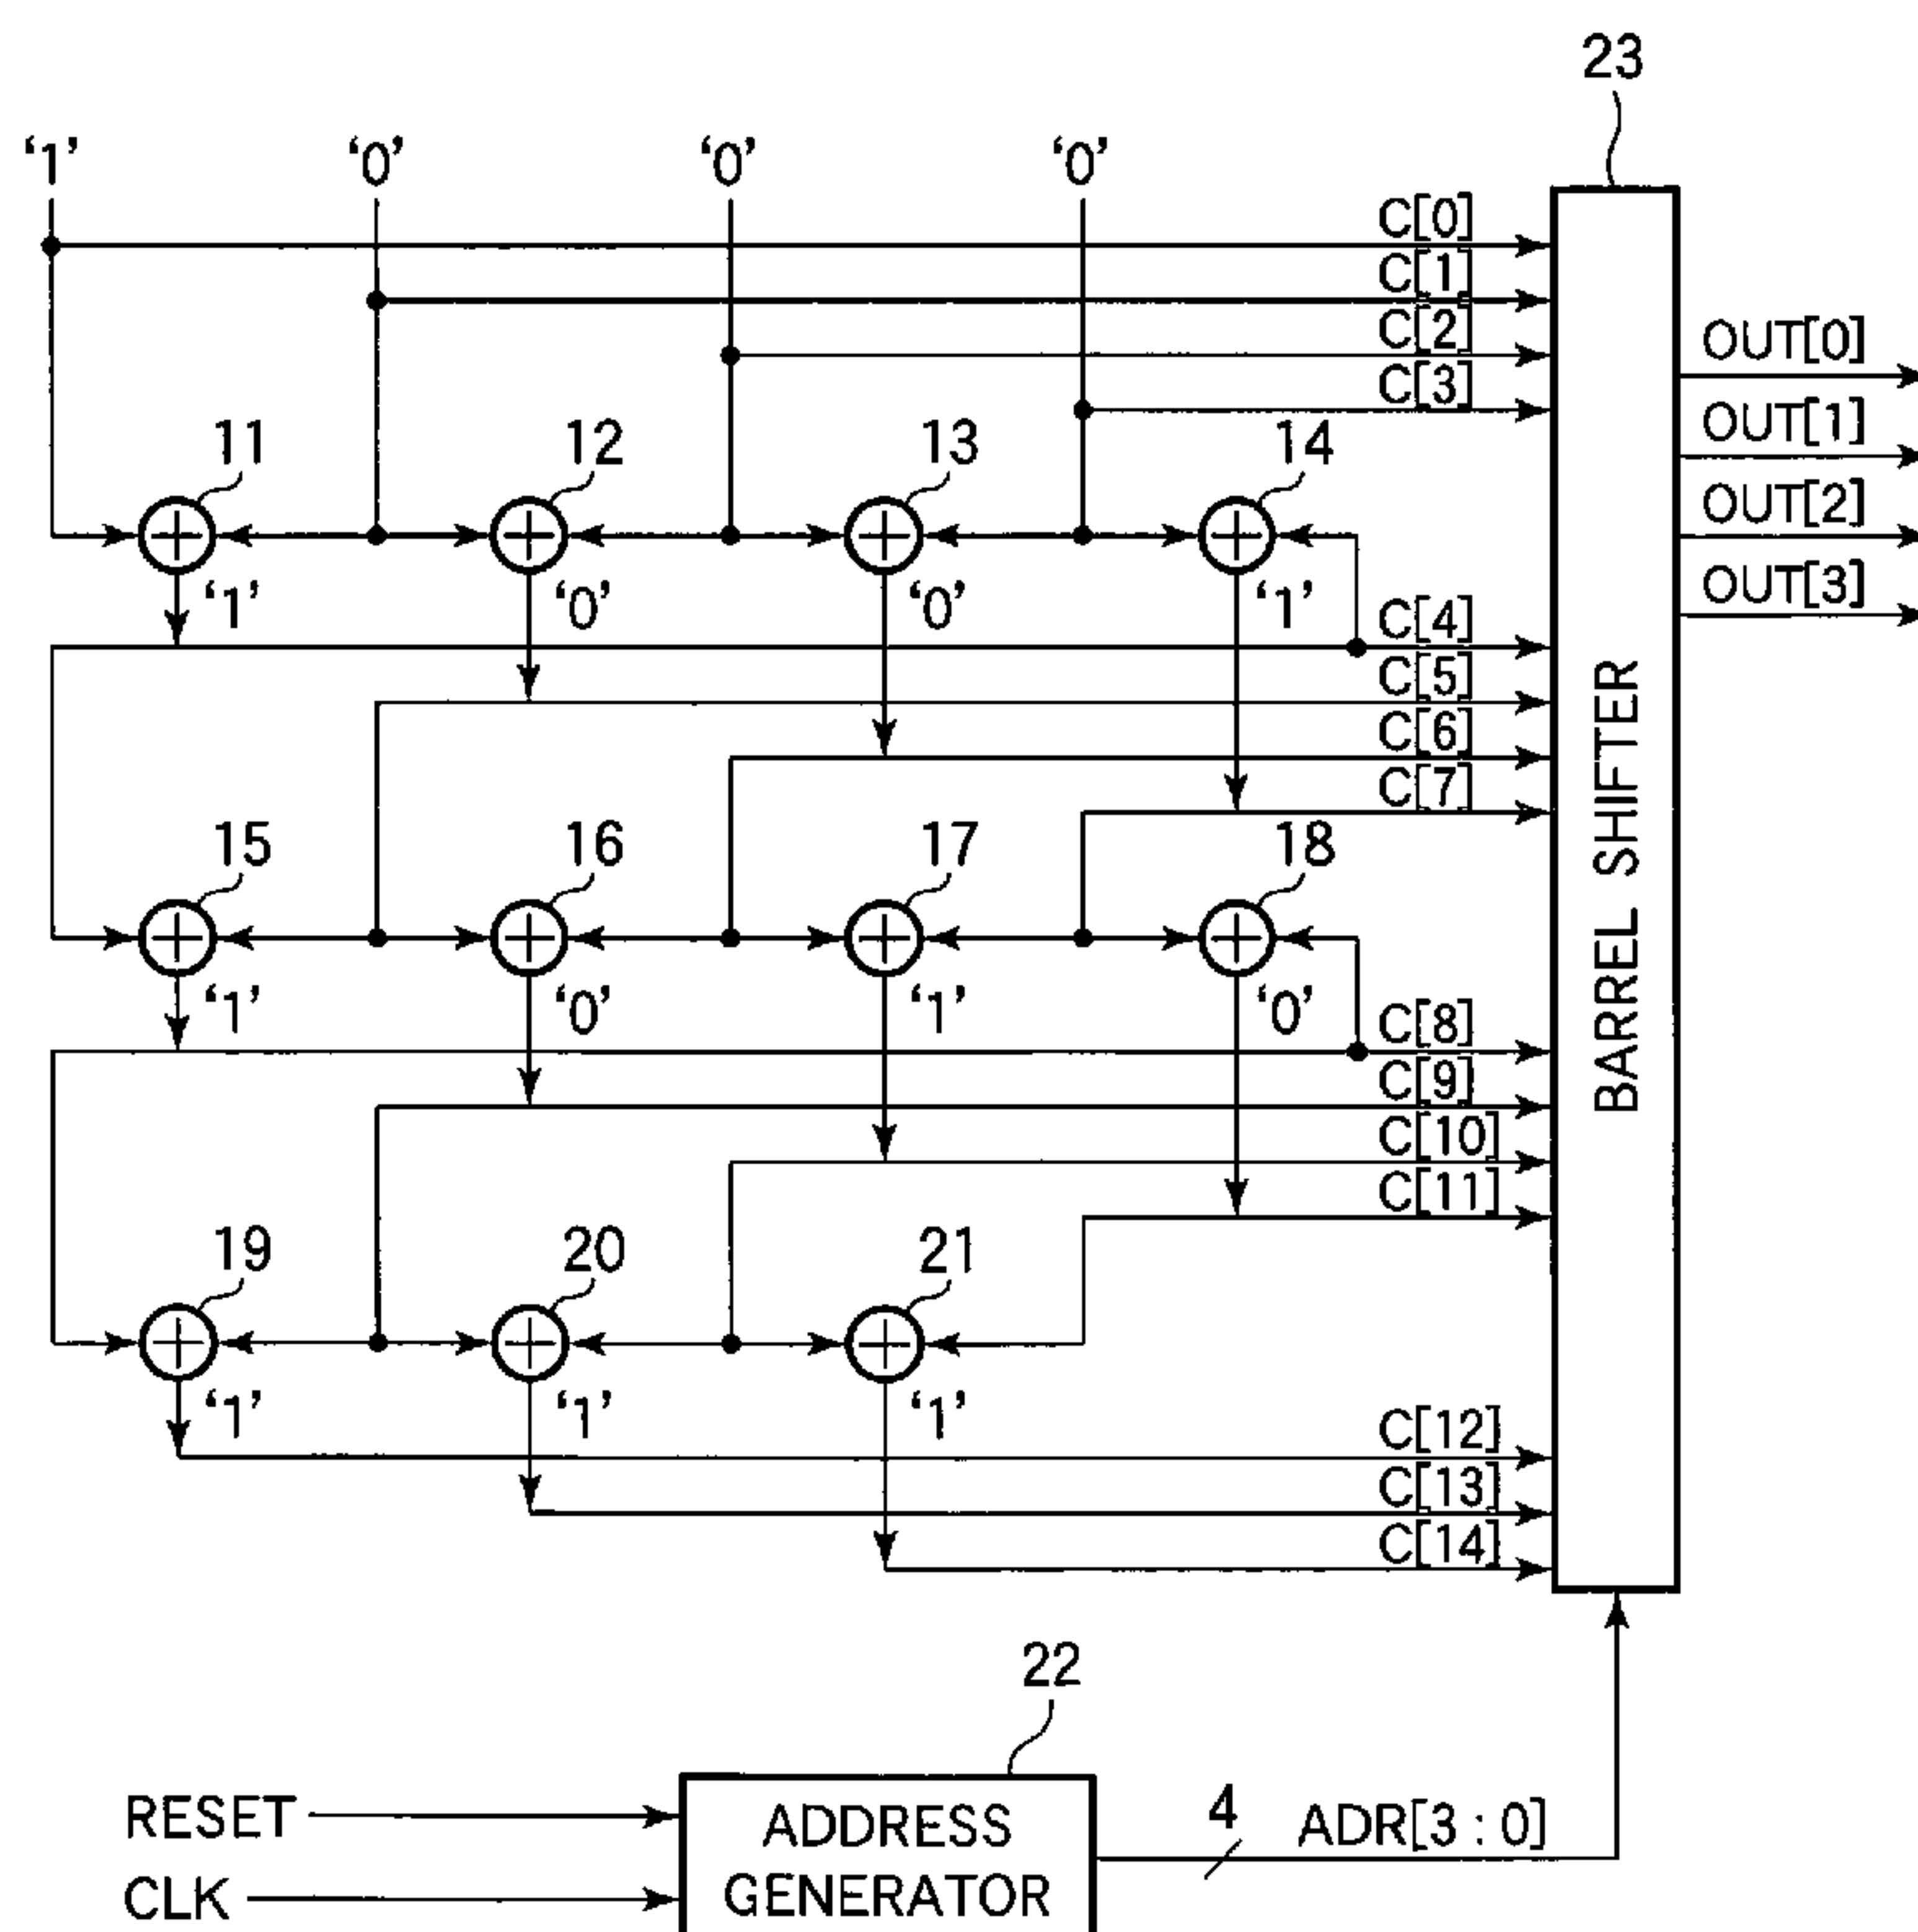 23
‘1’ ‘0’ ‘0’ ‘0’
C[0]
C[1]
C[2]
C[3]
OUT[0]
OUT[1]
OUT[2]
OUT[3]
11 12 13 14
‘1’ ‘0’ ‘0’ ‘1’
C[4]
C[5]
C[6]
C[7]
BARREL SHIFTER
15 16 17 18
‘1’ ‘0’ ‘1’ ‘0’
C[8]
C[9]
C[10]
C[11]
19 20 21
‘1’ ‘1’ ‘1’
C[12]
C[13]
C[14]
22
RESET
CLK
ADDRESS
GENERATOR
4
ADR[3 : 0]